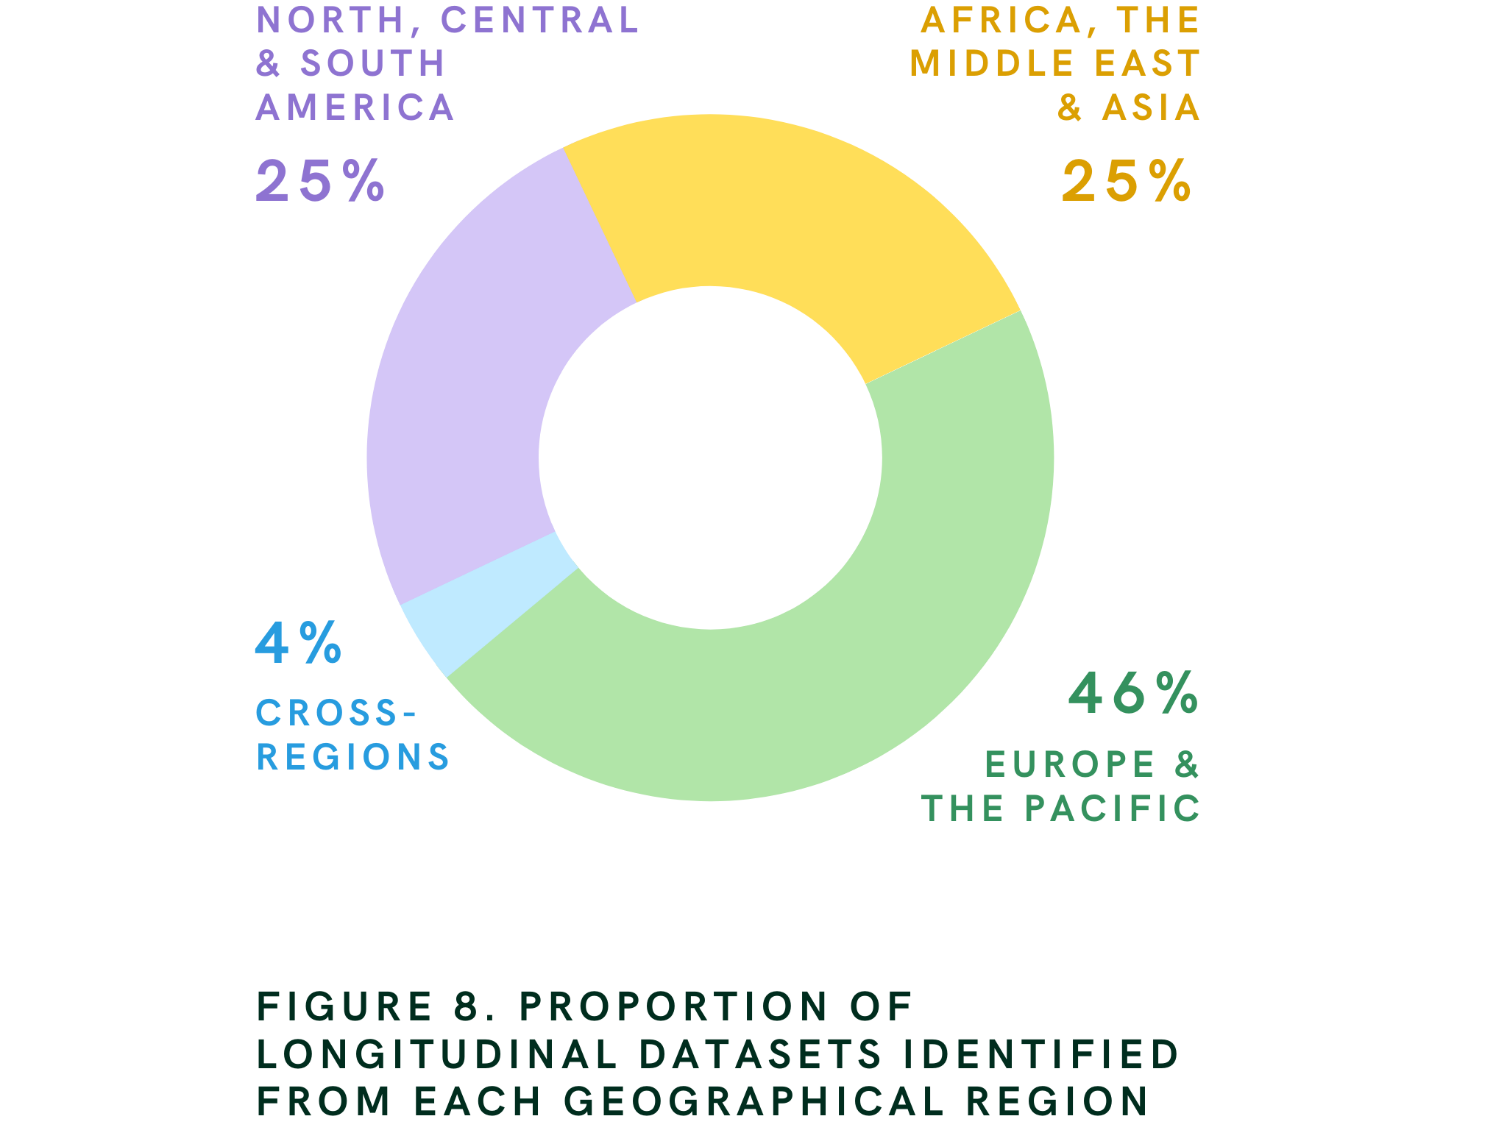 NORTH, CENTRAL
& SOUTH
AMERICA
25%
AFRICA, THE
MIDDLE EAST
& ASIA
25%
4%
CROSS-
REGIONS
46%
EUROPE &
THE PACIFIC
FIGURE 8. PROPORTION OF
LONGITUDINAL DATASETS IDENTIFIED
FROM EACH GEOGRAPHICAL REGION